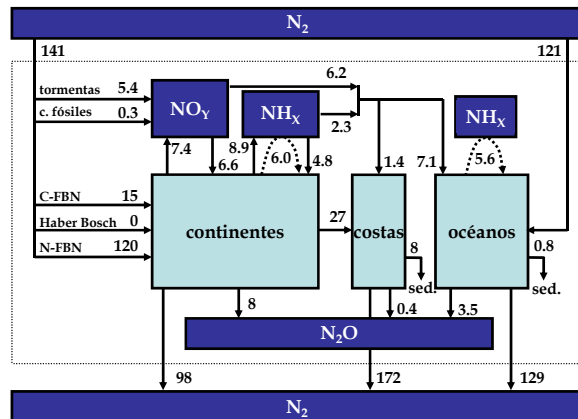 N₂
141
121
tormentas 5.4
c. fósiles 0.3
NOY
6.2
NHX
2.3
NHX
7.4
6.6
8.9
6.0
4.8
1.4
7.1
5.6
C-FBN 15
Haber Bosch 0
N-FBN 120
continentes
27
costas
océanos
8
sed.
0.8
sed.
8
0.4
3.5
N₂O
98
172
129
N₂